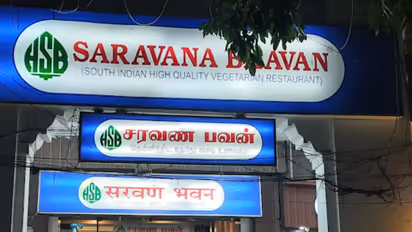 HSB SARAVANA BHAVAN
(SOUTH INDIAN HIGH QUALITY VEGETARIAN RESTAURANT)
HSB சரவண பவன்
HSB सरवण भवन